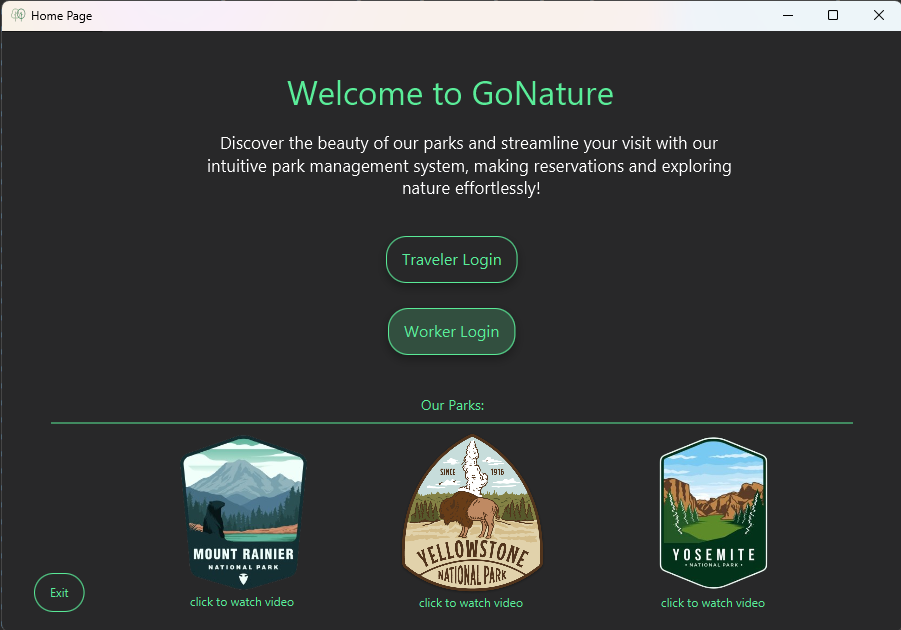 Home Page
Welcome to GoNature
Discover the beauty of our parks and streamline your visit with our
intuitive park management system, making reservations and exploring
nature effortlessly!
Traveler Login
Worker Login
Our Parks:
MOUNT RAINIER
NATIONAL PARK
click to watch video
SINCE 1916
YELLOWSTONE
NATIONAL PARK
click to watch video
YOSEMITE
• NATIONAL PARK •
click to watch video
Exit